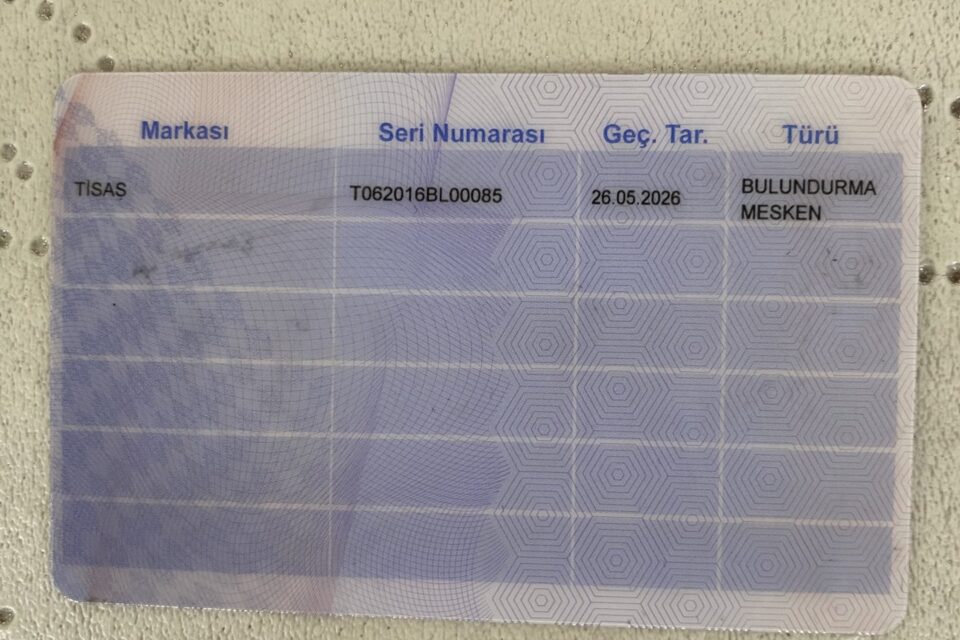 Markası Seri Numarası Geç. Tar. Türü
TİSAS T062016BL00085 26.05.2026 BULUNDURMA
MESKEN